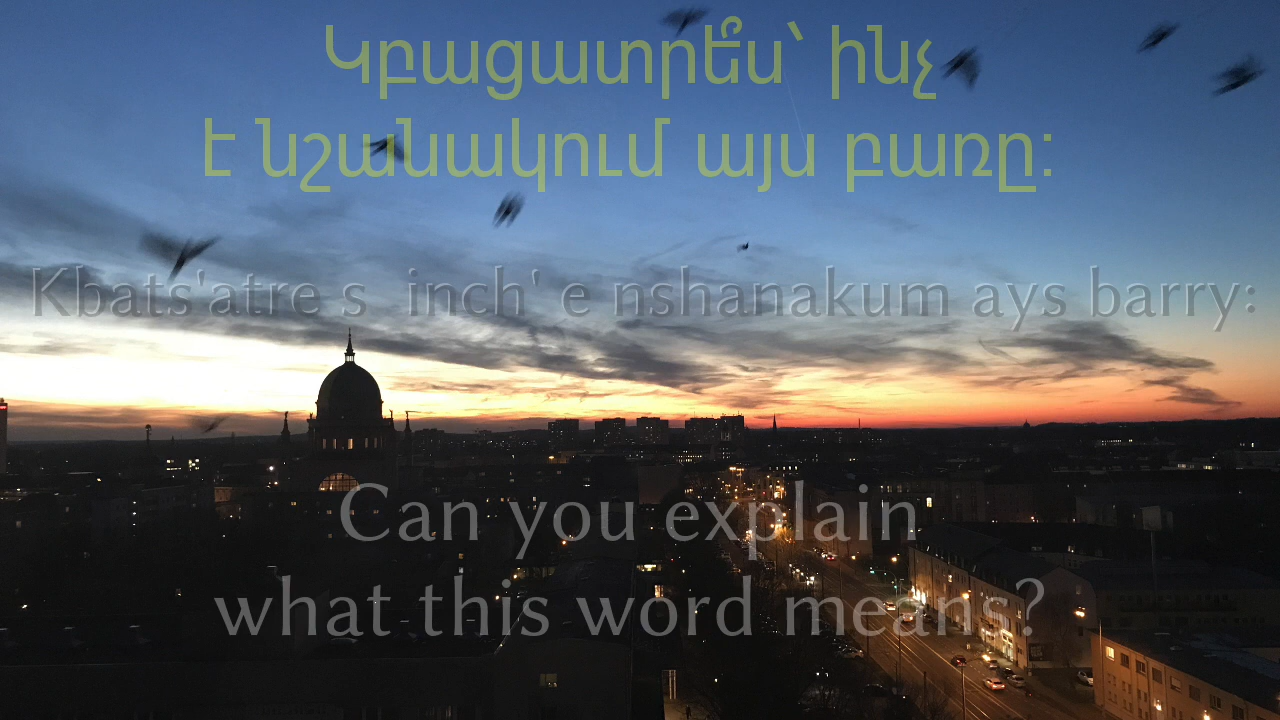 Կբացատրե՞ս՝ ինչ
է նշանակում այս բառը:
Kbats'atre s inch' e nshanakum ays barry:
Can you explain
what this word means?